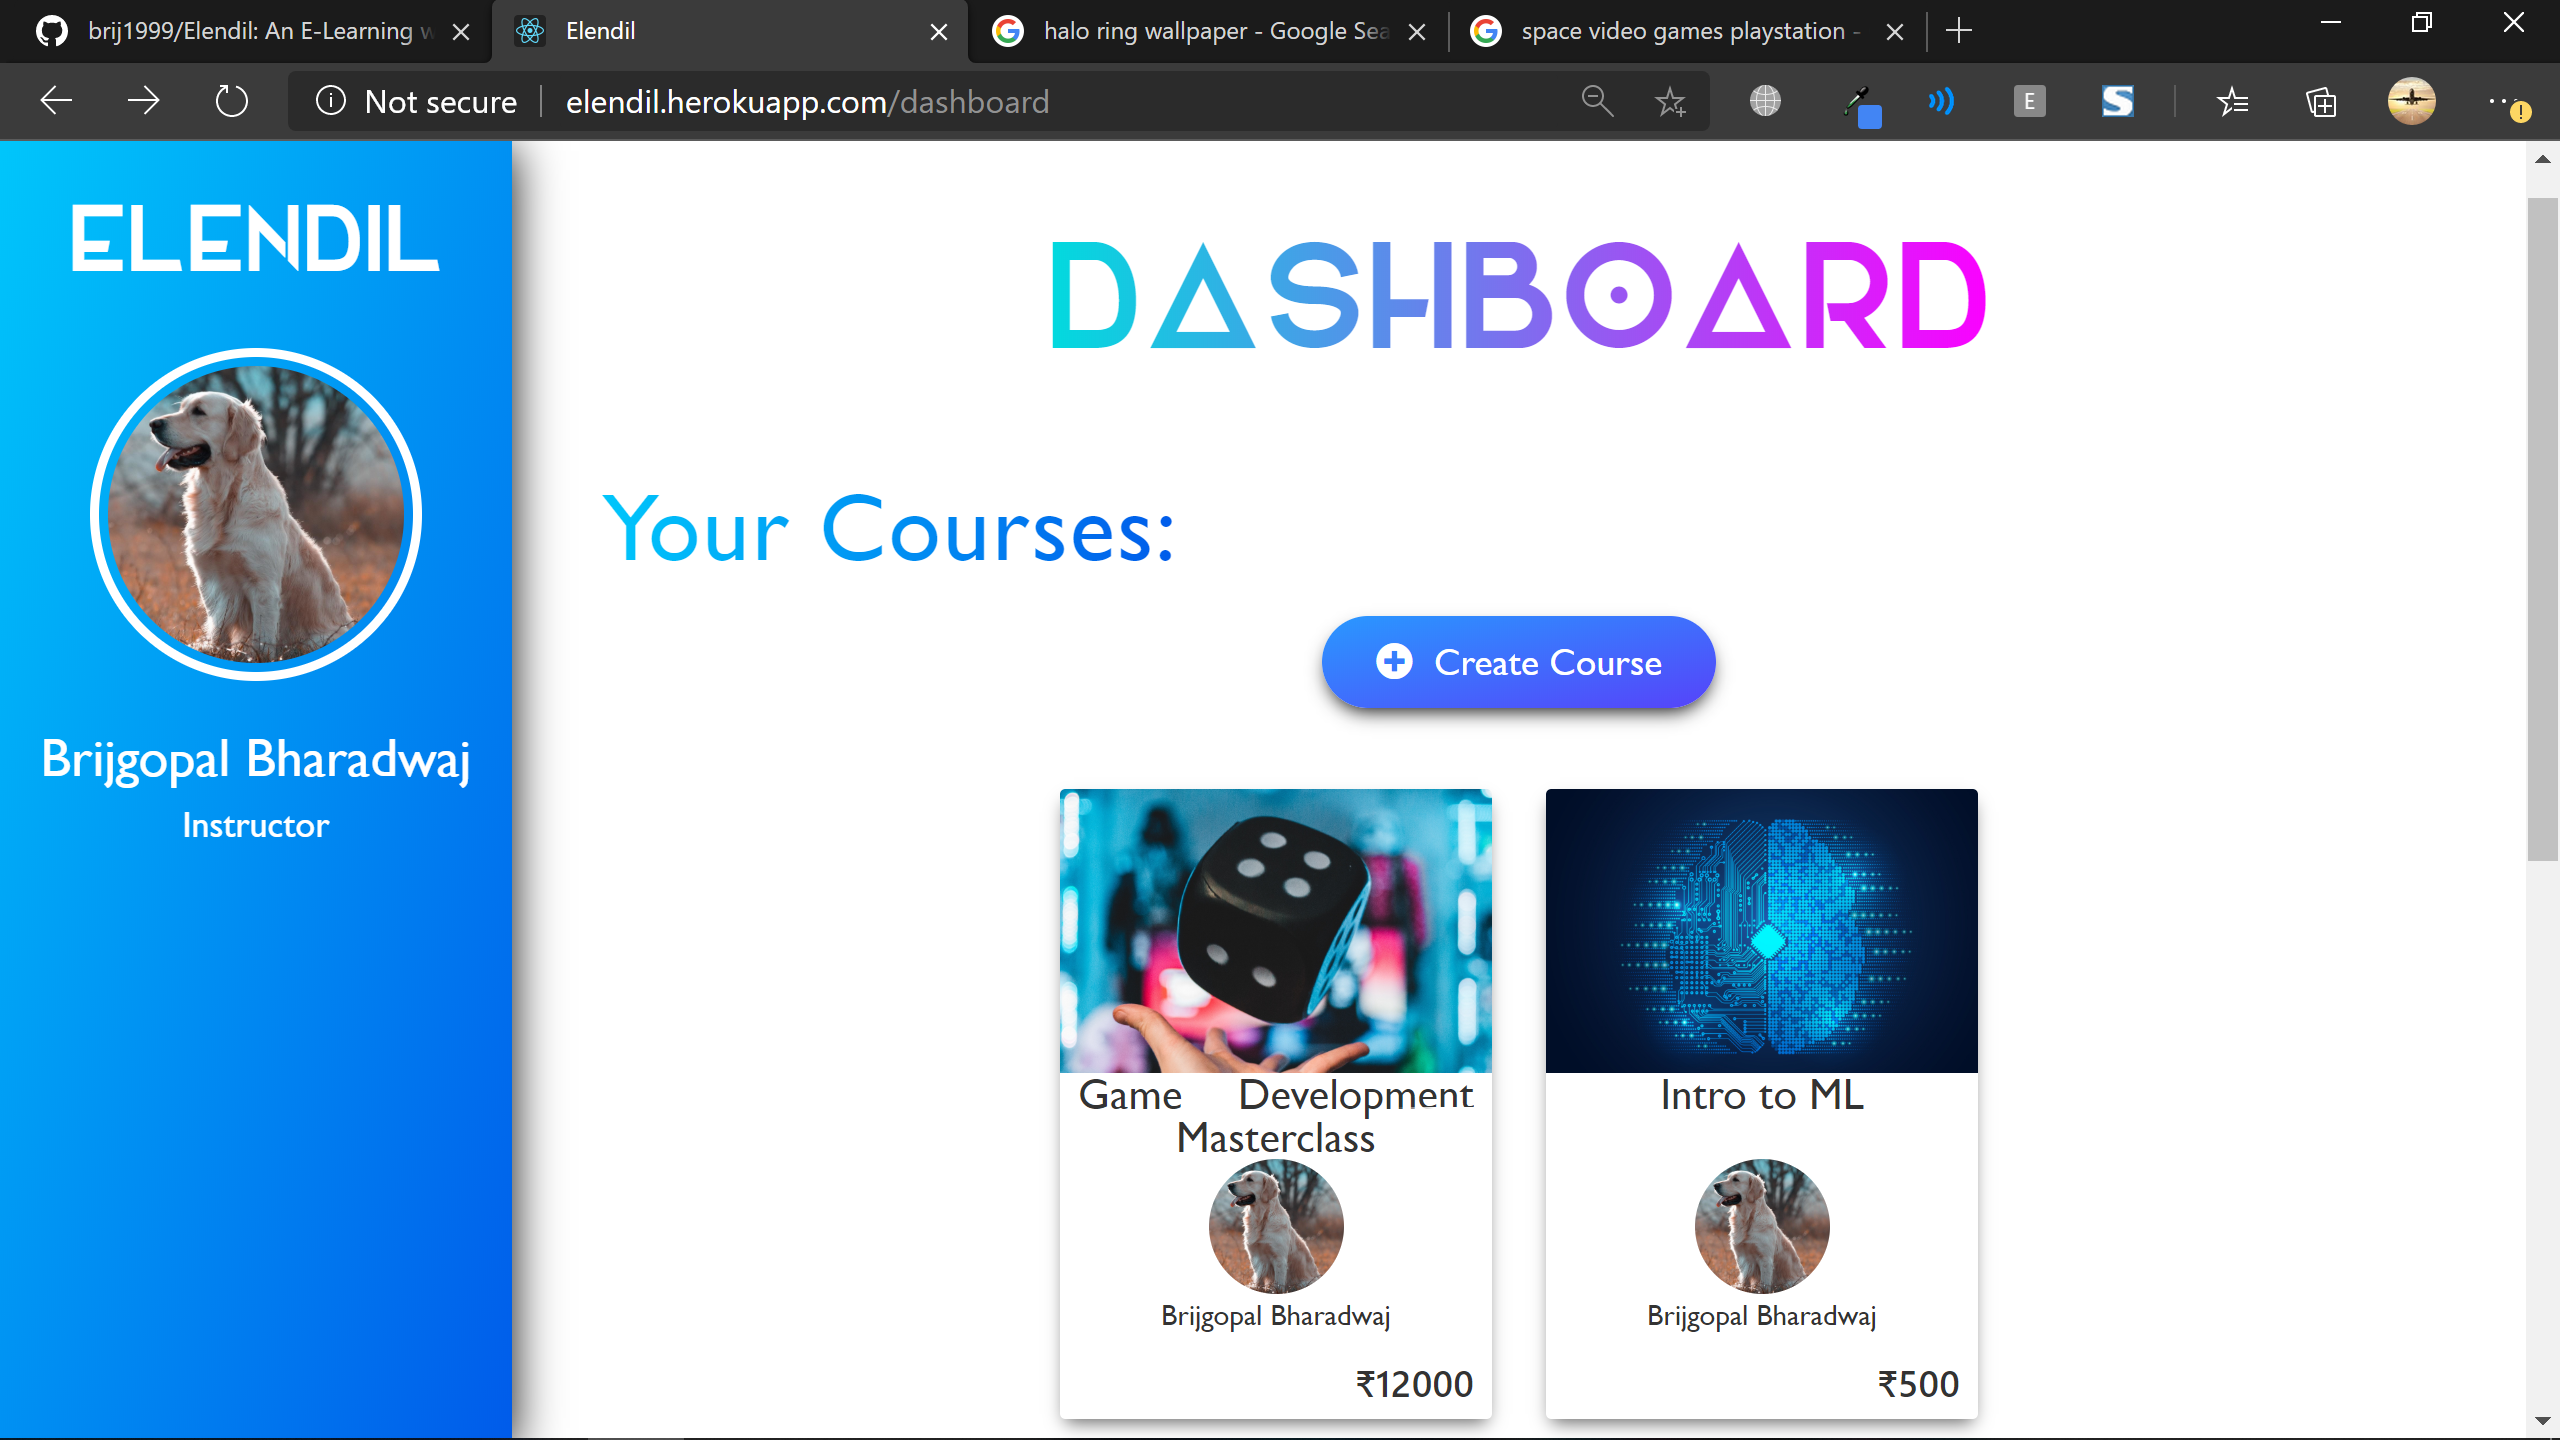 brij1999/Elendil: An E-Learning w
Elendil
halo ring wallpaper - Google Sea
space video games playstation -
Not secure
elendil.herokuapp.com/dashboard
E
S
ELENDIL
Brijgopal Bharadwaj
Instructor
DASHBOARD
Your Courses:
Create Course
Game Development
Masterclass
Brijgopal Bharadwaj
₹12000
Intro to ML
Brijgopal Bharadwaj
₹500